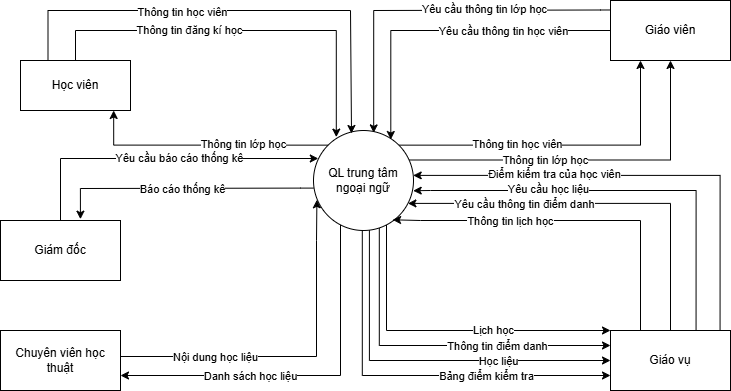 Thông tin học viên
Yêu cầu thông tin lớp học
Thông tin đăng kí học
Yêu cầu thông tin học viên
Giáo viên
Học viên
Thông tin lớp học
Thông tin học viên
Yêu cầu báo cáo thống kê
Thông tin lớp học
QL trung tâm
ngoại ngữ
Điểm kiểm tra của học viên
Báo cáo thống kê
Yêu cầu học liệu
Yêu cầu thông tin điểm danh
Thông tin lịch học
Giám đốc
Lịch học
Thông tin điểm danh
Chuyên viên học
thuật
Nội dung học liệu
Học liệu
Giáo vụ
Danh sách học liệu
Bảng điểm kiểm tra